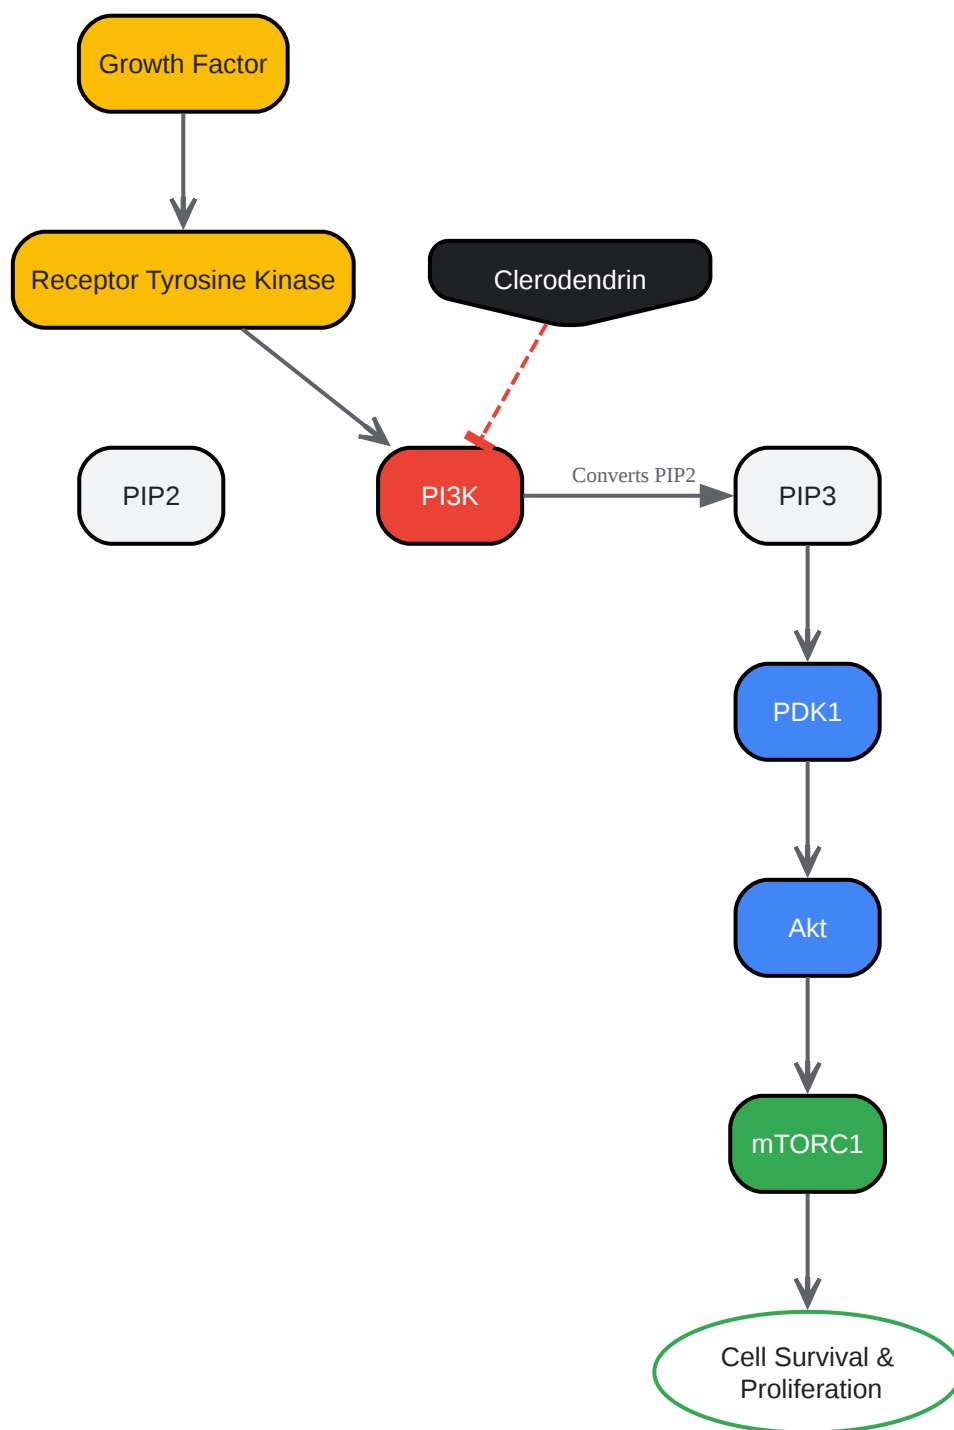 Growth Factor
Receptor Tyrosine Kinase
Clerodendrin
PIP2
PI3K
Converts PIP2
PIP3
PDK1
Akt
mTORC1
Cell Survival &
Proliferation